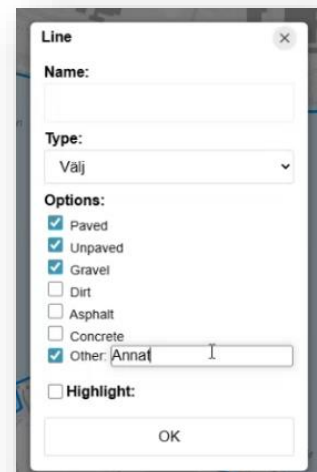 Line
Name:
Type:
Välj
Options:
Paved
Unpaved
Gravel
Dirt
Asphalt
Concrete
Other: Annat
Highlight:
OK